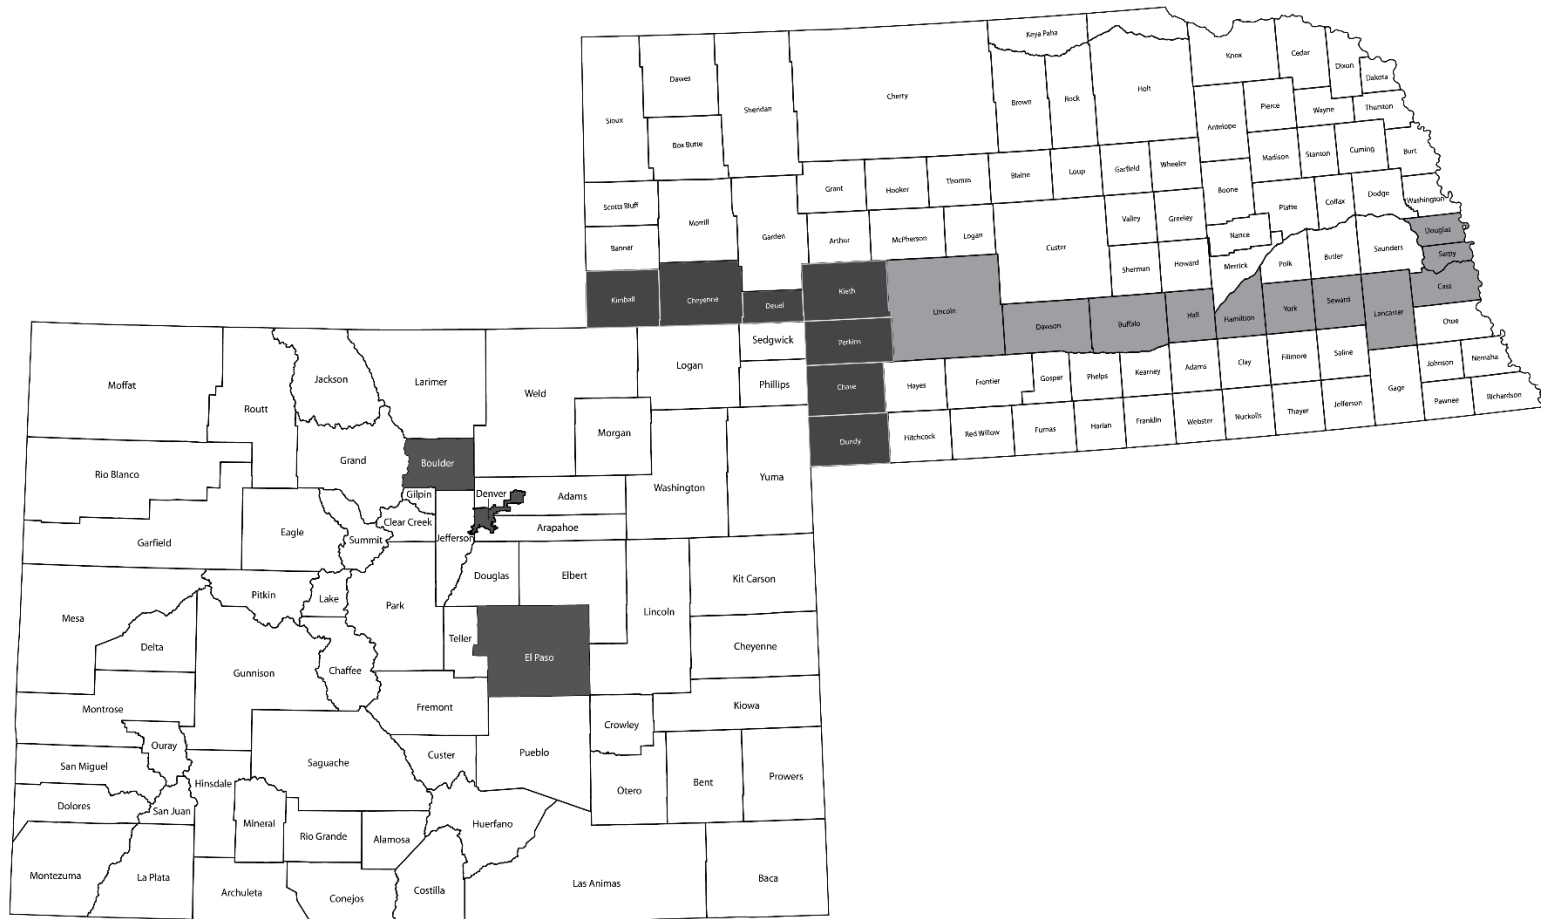 Keya Paha
Knox
Cedar
Dixon
Dakota
Dawes
Sheridan
Cherry
Brown
Rock
Holt
Sioux
Box Butte
Antelope
Pierce
Wayne
Thurston
Madison
Stanton
Cuming
Burt
Grant
Hooker
Thomas
Blaine
Loup
Garfield
Wheeler
Boone
Platte
Colfax
Dodge
Washington
Scotts Bluff
Morrill
Garden
Arthur
McPherson
Logan
Custer
Valley
Greeley
Nance
Banner
Sherman
Howard
Merrick
Polk
Butler
Saunders
Douglas
Sarpy
Kimball
Cheyenne
Deuel
Kieth
Lincoln
Dawson
Buffalo
Hall
Hamilton
York
Seward
Lancaster
Cass
Otoe
Perkins
Chase
Hayes
Frontier
Gosper
Phelps
Kearney
Adams
Clay
Fillmore
Saline
Gage
Johnson
Nemaha
Dundy
Hitchcock
Red Willow
Furnas
Harlan
Franklin
Webster
Nuckolls
Thayer
Jefferson
Pawnee
Richardson
Moffat
Routt
Jackson
Larimer
Weld
Logan
Sedgwick
Phillips
Morgan
Rio Blanco
Grand
Boulder
Gilpin
Denver
Adams
Washington
Yuma
Garfield
Eagle
Summit
Clear Creek
Jefferson
Arapahoe
Mesa
Pitkin
Lake
Park
Douglas
Elbert
Lincoln
Kit Carson
Delta
Gunnison
Chaffee
Teller
El Paso
Cheyenne
Montrose
Fremont
Crowley
Kiowa
Ouray
San Miguel
Hinsdale
Saguache
Custer
Pueblo
Otero
Bent
Prowers
Dolores
San Juan
Mineral
Rio Grande
Alamosa
Huerfano
Montezuma
La Plata
Archuleta
Conejos
Costilla
Las Animas
Baca